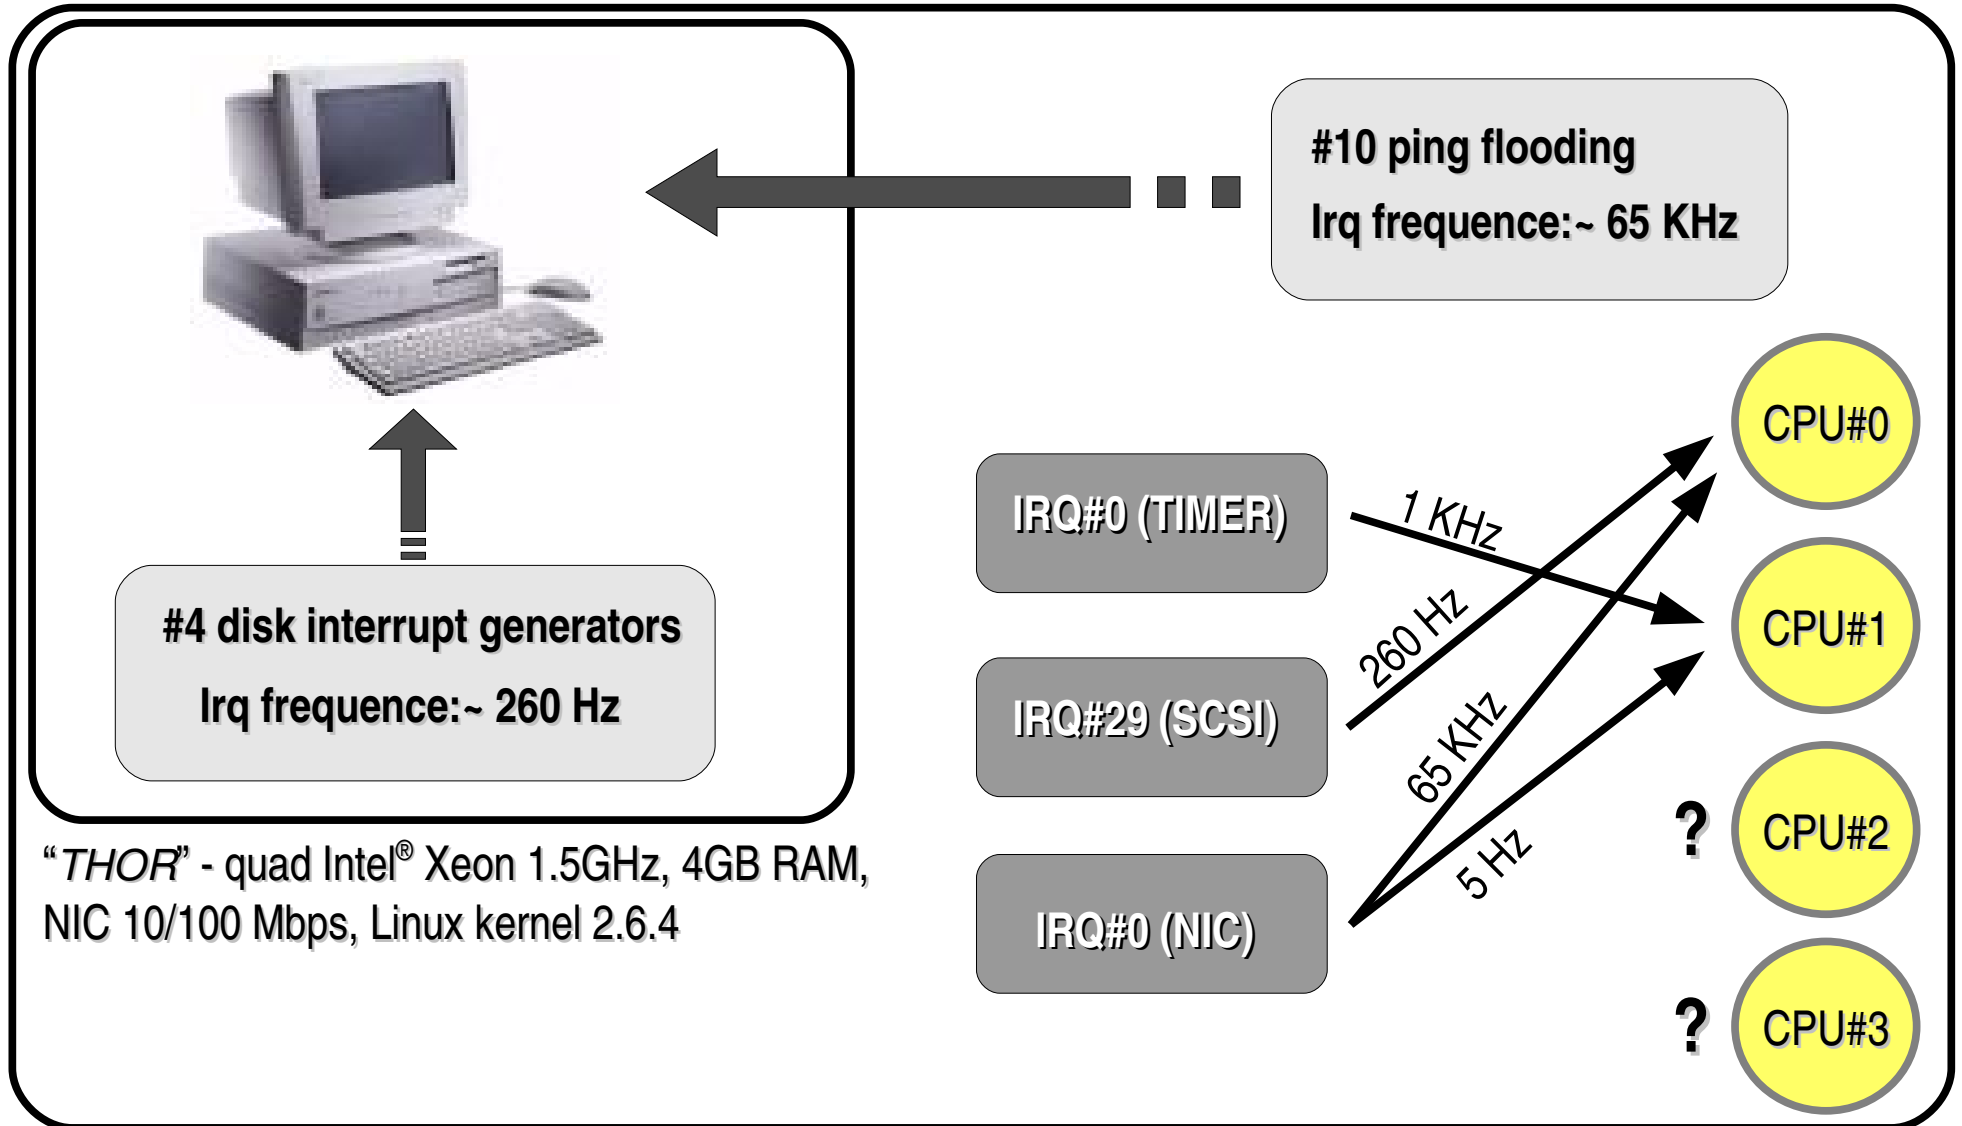 #10 ping flooding
Irq frequence:~ 65 KHz
#4 disk interrupt generators
Irq frequence:~ 260 Hz
“THOR” - quad Intel® Xeon 1.5GHz, 4GB RAM,
NIC 10/100 Mbps, Linux kernel 2.6.4
IRQ#0 (TIMER)
IRQ#29 (SCSI)
IRQ#0 (NIC)
1 KHz
260 Hz
65 KHz
5 Hz
CPU#0
CPU#1
? CPU#2
? CPU#3